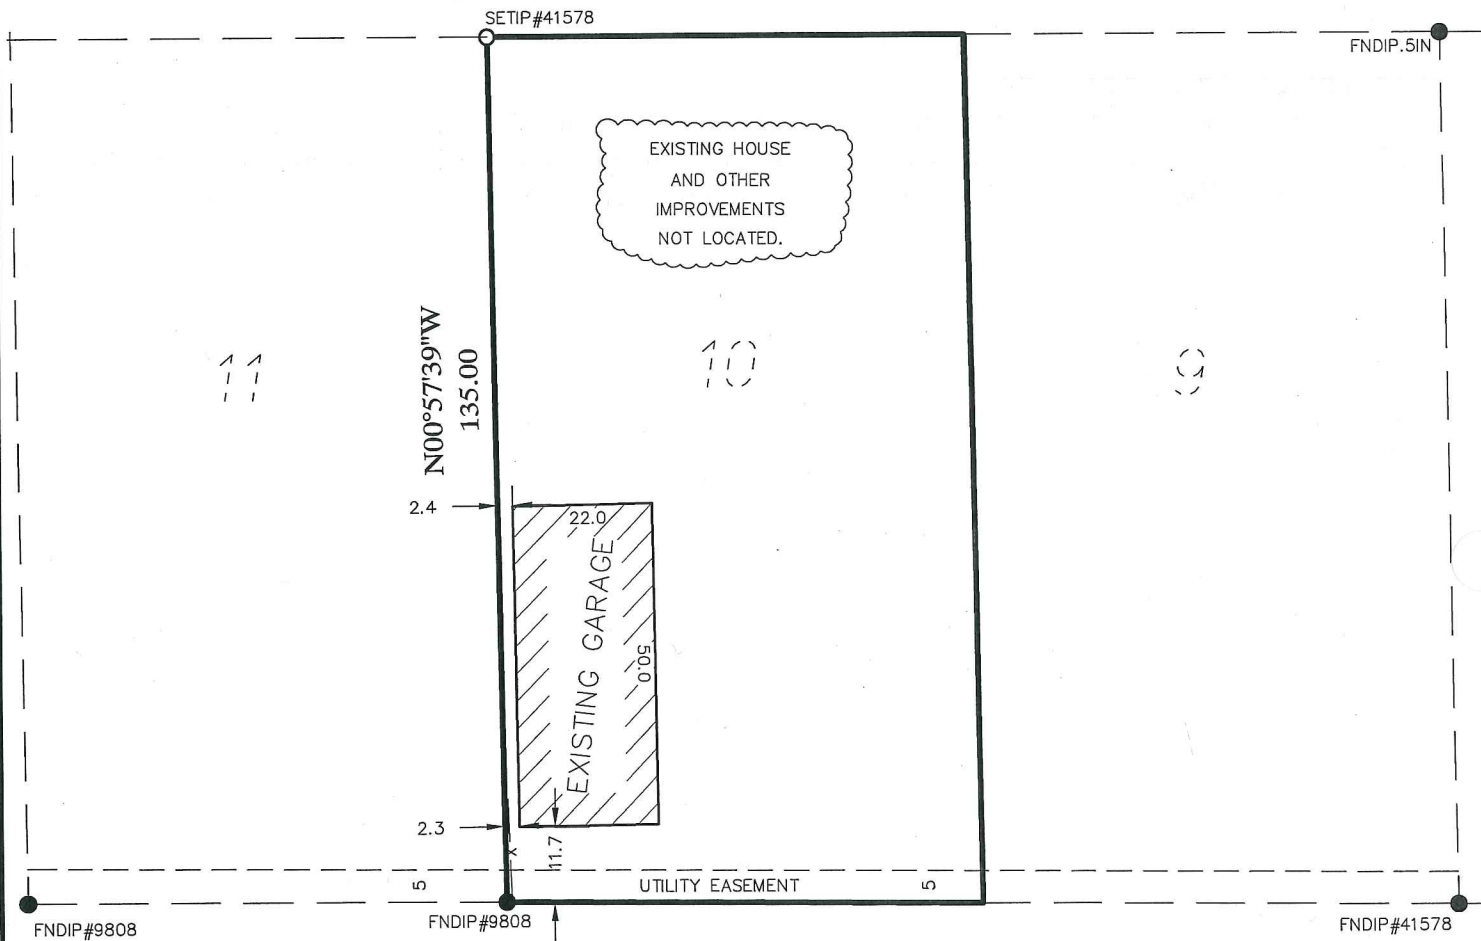 SETIP#41578
FNDIP.5IN
EXISTING HOUSE
AND OTHER
IMPROVEMENTS
NOT LOCATED.
N00°57'39"W
135.00
11
10
9
2.4
22.0
EXISTING GARAGE
50.0
2.3
11.7
x
5
UTILITY EASEMENT
5
FNDIP#9808
FNDIP#9808
FNDIP#41578